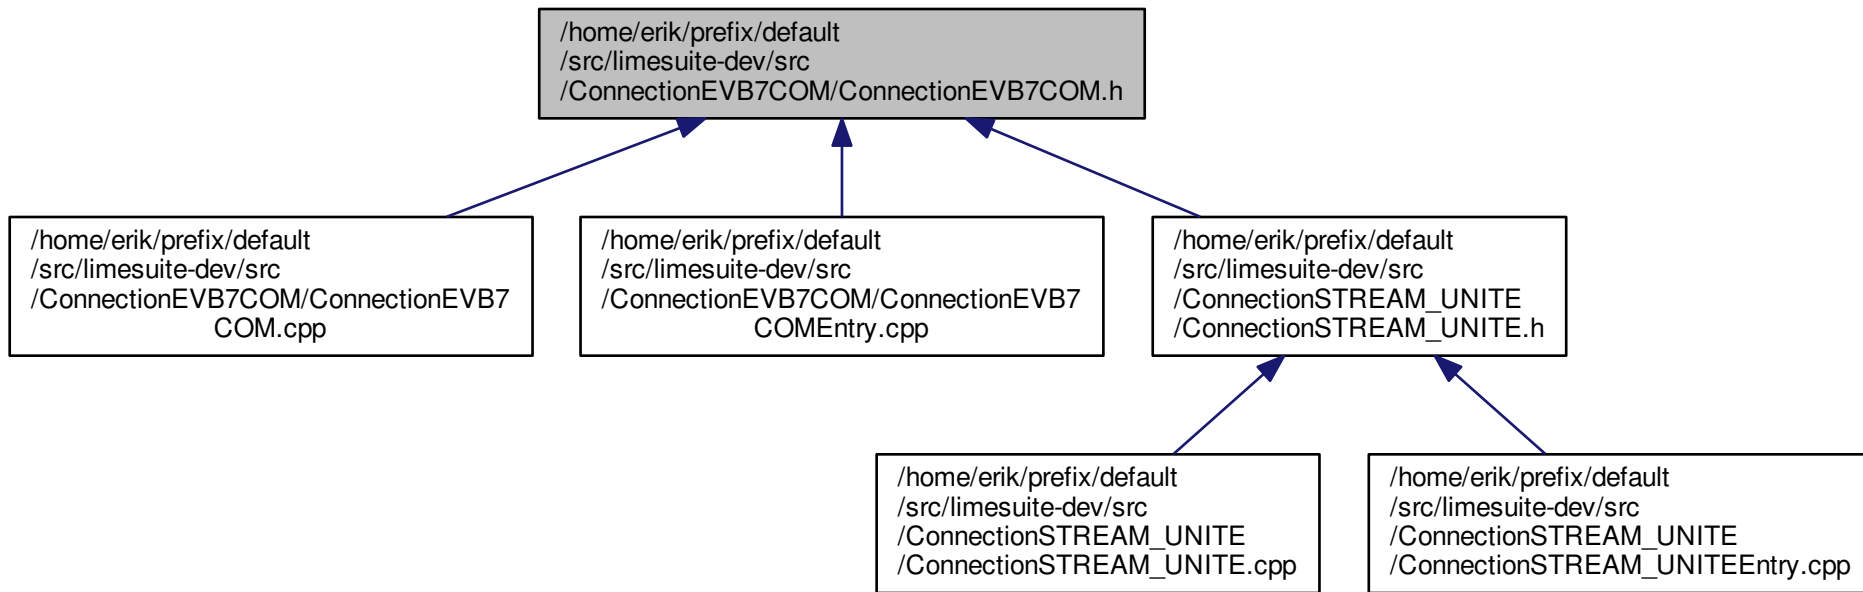 /home/erik/prefix/default
/src/limesuite-dev/src
/ConnectionEVB7COM/ConnectionEVB7COM.h
/home/erik/prefix/default
/src/limesuite-dev/src
/ConnectionEVB7COM/ConnectionEVB7
COM.cpp
/home/erik/prefix/default
/src/limesuite-dev/src
/ConnectionEVB7COM/ConnectionEVB7
COMEntry.cpp
/home/erik/prefix/default
/src/limesuite-dev/src
/ConnectionSTREAM_UNITE
/ConnectionSTREAM_UNITE.h
/home/erik/prefix/default
/src/limesuite-dev/src
/ConnectionSTREAM_UNITE
/ConnectionSTREAM_UNITE.cpp
/home/erik/prefix/default
/src/limesuite-dev/src
/ConnectionSTREAM_UNITE
/ConnectionSTREAM_UNITEEntry.cpp